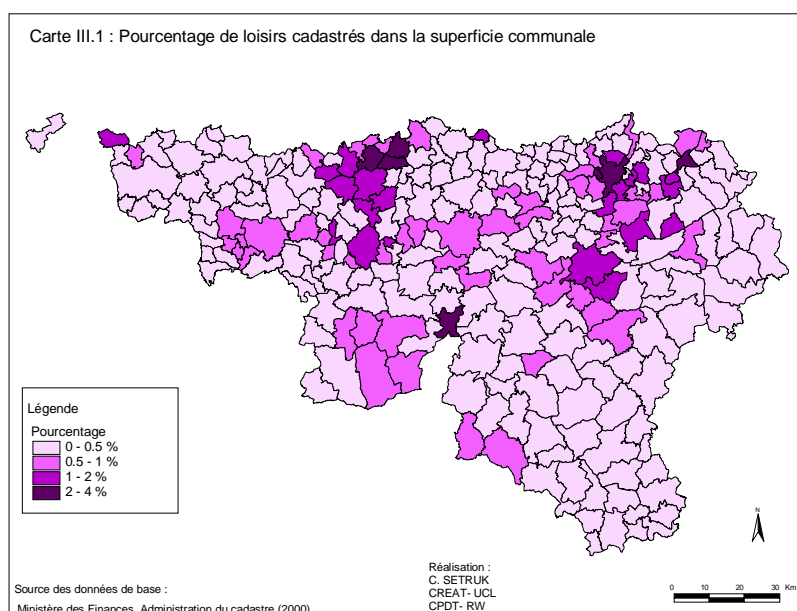 Carte III.1 : Pourcentage de loisirs cadastrés dans la superficie communale
Légende
Pourcentage
0 - 0.5 %
0.5 - 1 %
1 - 2 %
2 - 4 %
N
Source des données de base :
Ministère des Finances, Administration du cadastre (2000)
Réalisation :
C. SETRUK
CREAT- UCL
CPDT- RW
0 10 20 30 Km